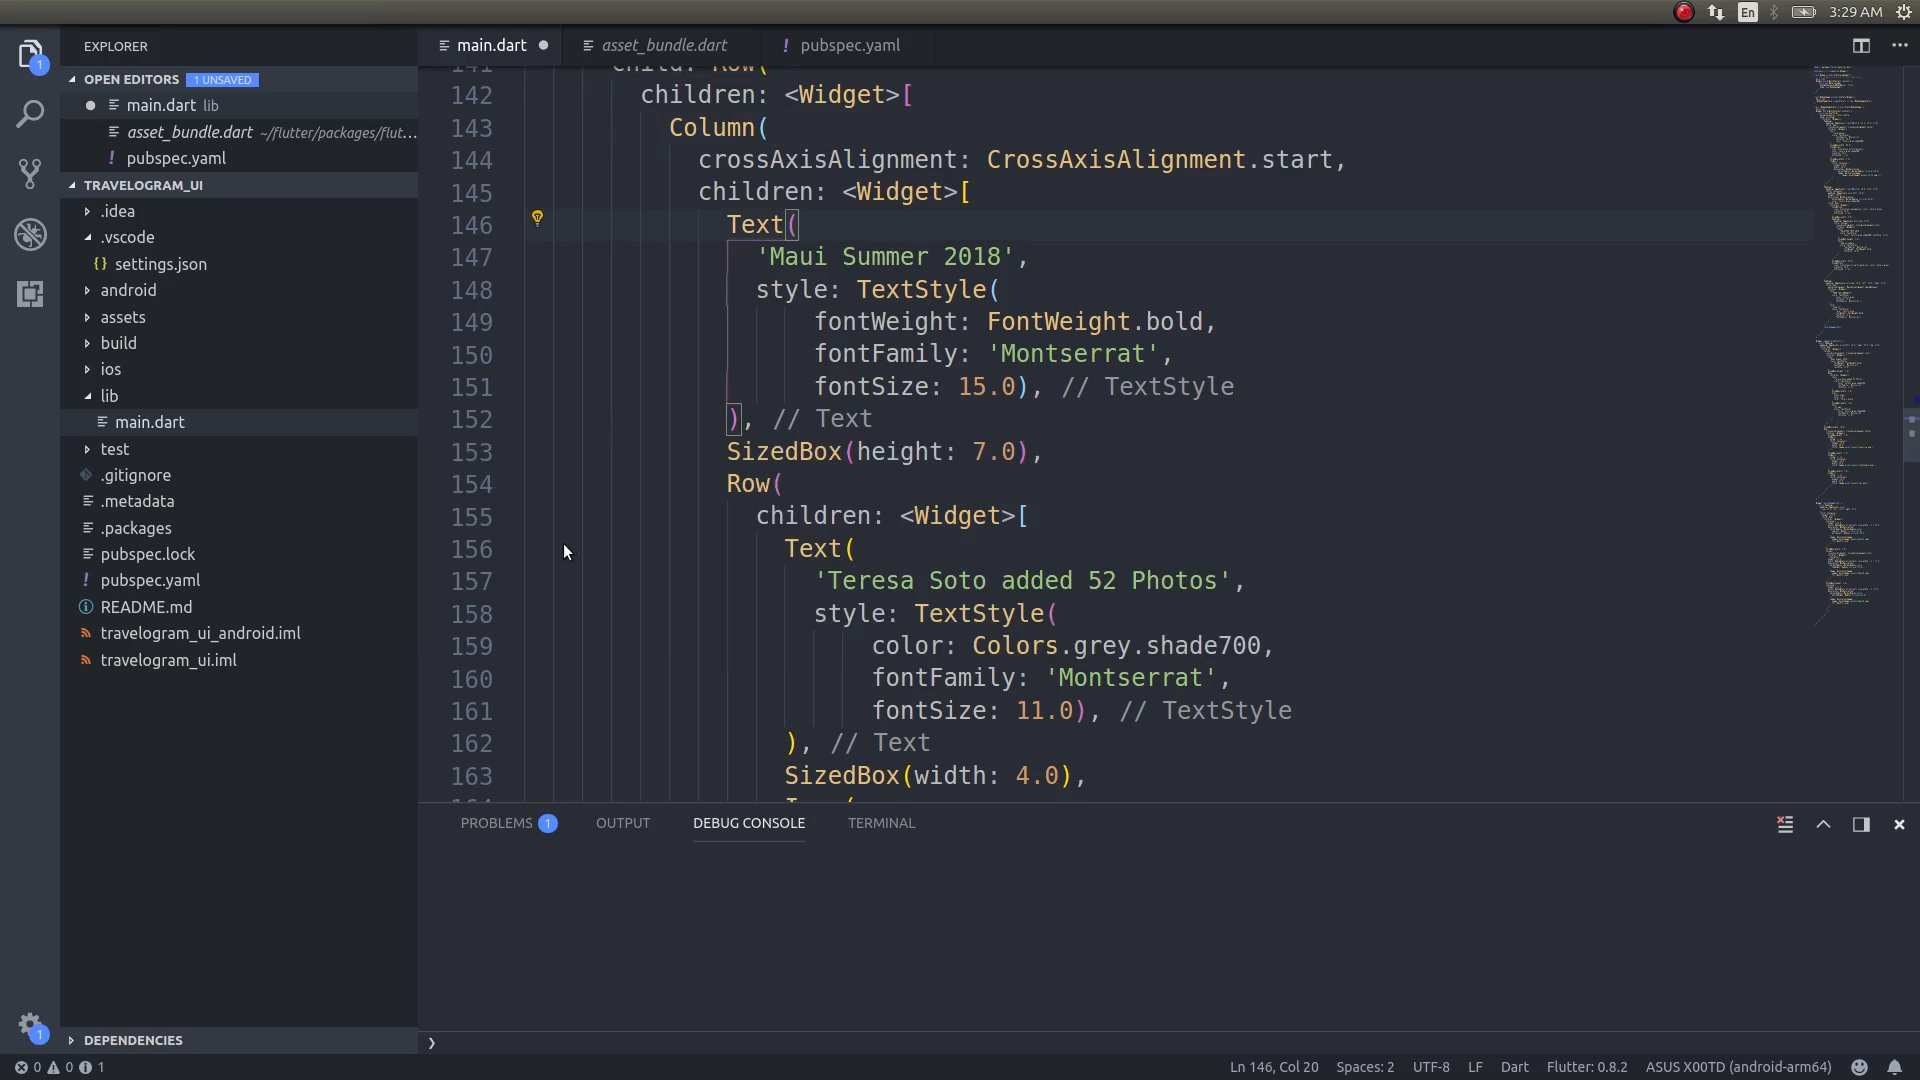 En 3:29 AM
EXPLORER
1
OPEN EDITORS 1 UNSAVED
main.dart lib
asset_bundle.dart ~/flutter/packages/flut...
! pubspec.yaml
TRAVELOGRAM_UI
.idea
.vscode
{} settings.json
android
assets
build
ios
lib
main.dart
test
.gitignore
.metadata
.packages
pubspec.lock
! pubspec.yaml
README.md
travelogram_ui_android.iml
travelogram_ui.iml
1
DEPENDENCIES
main.dart asset_bundle.dart ! pubspec.yaml
141 child: Row(
142 children: <Widget>[
143 Column(
144 crossAxisAlignment: CrossAxisAlignment.start,
145 children: <Widget>[
146 Text(
147 'Maui Summer 2018',
148 style: TextStyle(
149 fontWeight: FontWeight.bold,
150 fontFamily: 'Montserrat',
151 fontSize: 15.0), // TextStyle
152 ), // Text
153 SizedBox(height: 7.0),
154 Row(
155 children: <Widget>[
156 Text(
157 'Teresa Soto added 52 Photos',
158 style: TextStyle(
159 color: Colors.grey.shade700,
160 fontFamily: 'Montserrat',
161 fontSize: 11.0), // TextStyle
162 ), // Text
163 SizedBox(width: 4.0),
PROBLEMS 1 OUTPUT DEBUG CONSOLE TERMINAL
0 0 1 Ln 146, Col 20 Spaces: 2 UTF-8 LF Dart Flutter: 0.8.2 ASUS X00TD (android-arm64)